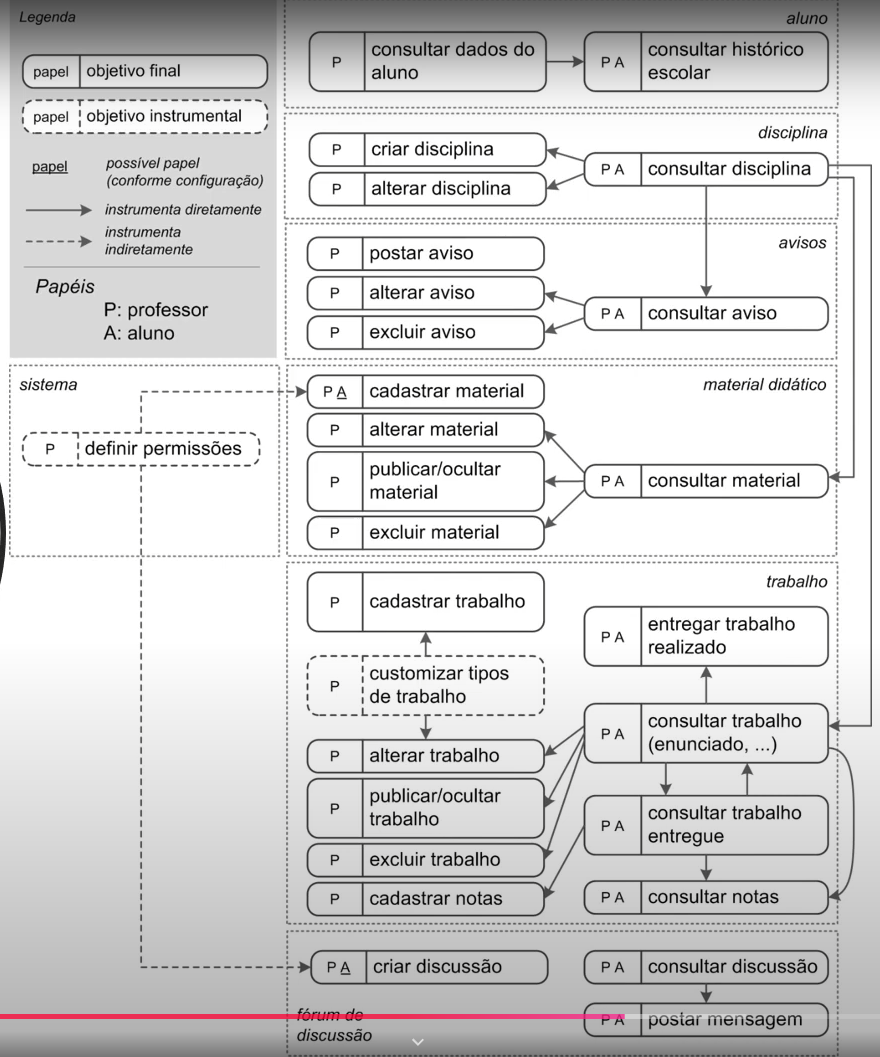 Legenda
papel objetivo final
papel objetivo instrumental
papel possível papel
(conforme configuração)
instrumenta diretamente
instrumenta
indiretamente
Papéis
P: professor
A: aluno
aluno
P consultar dados do
aluno
P A consultar histórico
escolar
disciplina
P criar disciplina
P alterar disciplina
P A consultar disciplina
avisos
P postar aviso
P alterar aviso
P excluir aviso
P A consultar aviso
sistema
P definir permissões
material didático
P A cadastrar material
P alterar material
P publicar/ocultar
material
P excluir material
P A consultar material
trabalho
P cadastrar trabalho
P customizar tipos
de trabalho
P alterar trabalho
P publicar/ocultar
trabalho
P excluir trabalho
P cadastrar notas
P A entregar trabalho
realizado
P A consultar trabalho
(enunciado, ...)
P A consultar trabalho
entregue
P A consultar notas
P A criar discussão
P A consultar discussão
P A postar mensagem
fórum de
discussão